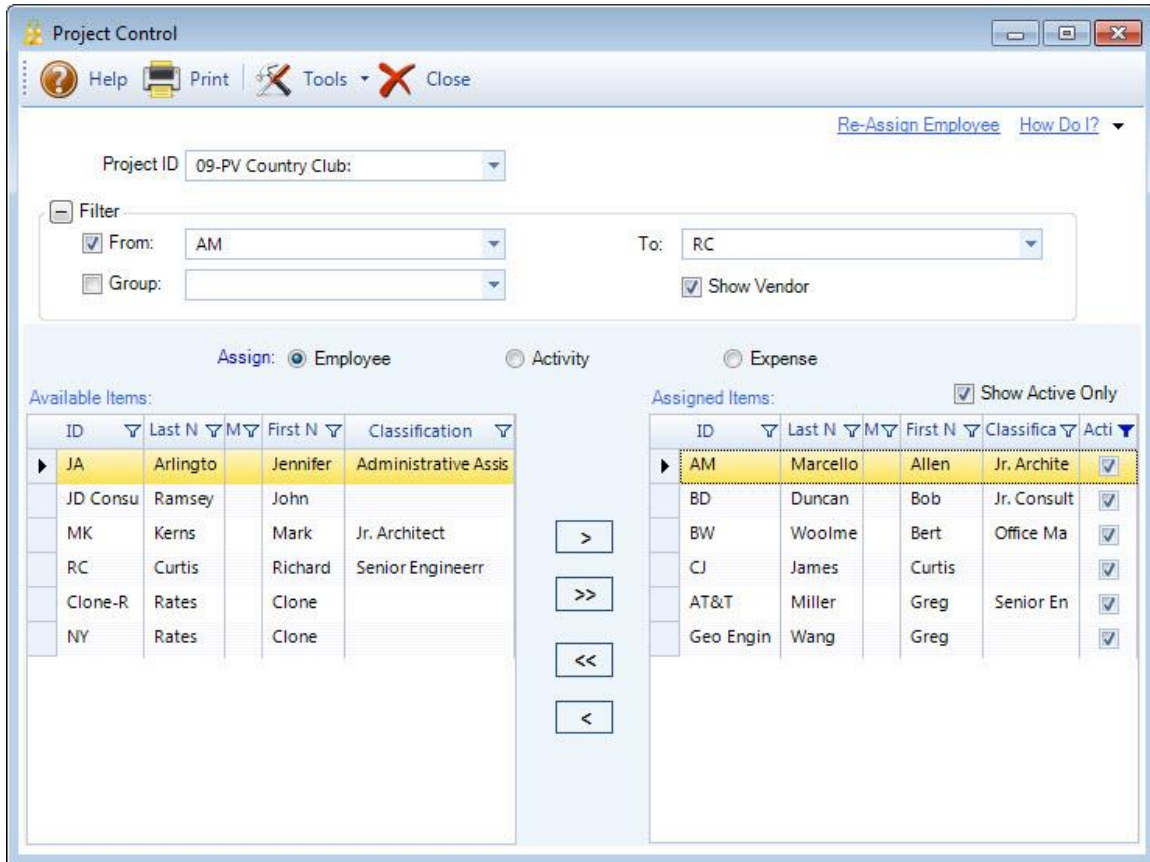 Project Control
Help Print Tools Close
Re-Assign Employee How Do I?
Project ID 09-PV Country Club:
Filter
From: AM To: RC
Group: Show Vendor
Assign: Employee Activity Expense
Available Items: Assigned Items: Show Active Only
ID Last N M First N Classification ID Last N M First N Classifica Acti
JA Arlingto Jennifer Administrative Assis AM Marcello Allen Jr. Archite
JD Consu Ramsey John BD Duncan Bob Jr. Consult
MK Kerns Mark Jr. Architect > BW Woolme Bert Office Ma
RC Curtis Richard Senior Engineerr CJ James Curtis
Clone-R Rates Clone >> AT&T Miller Greg Senior En
NY Rates Clone Geo Engin Wang Greg
<<
<